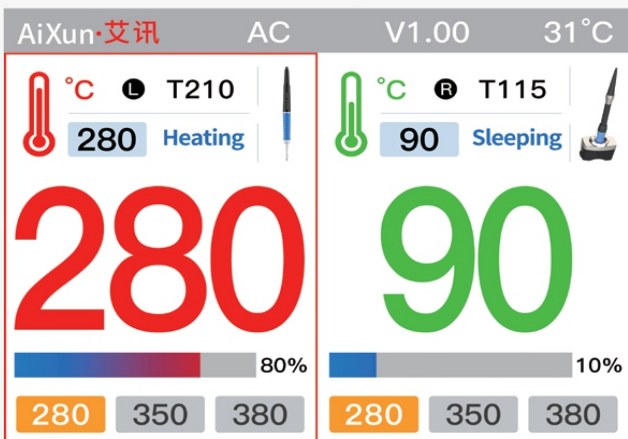 AiXun·艾讯 AC V1.00 31°C
°C L T210
280 Heating
280
80%
280 350 380
°C R T115
90 Sleeping
90
10%
280 350 380